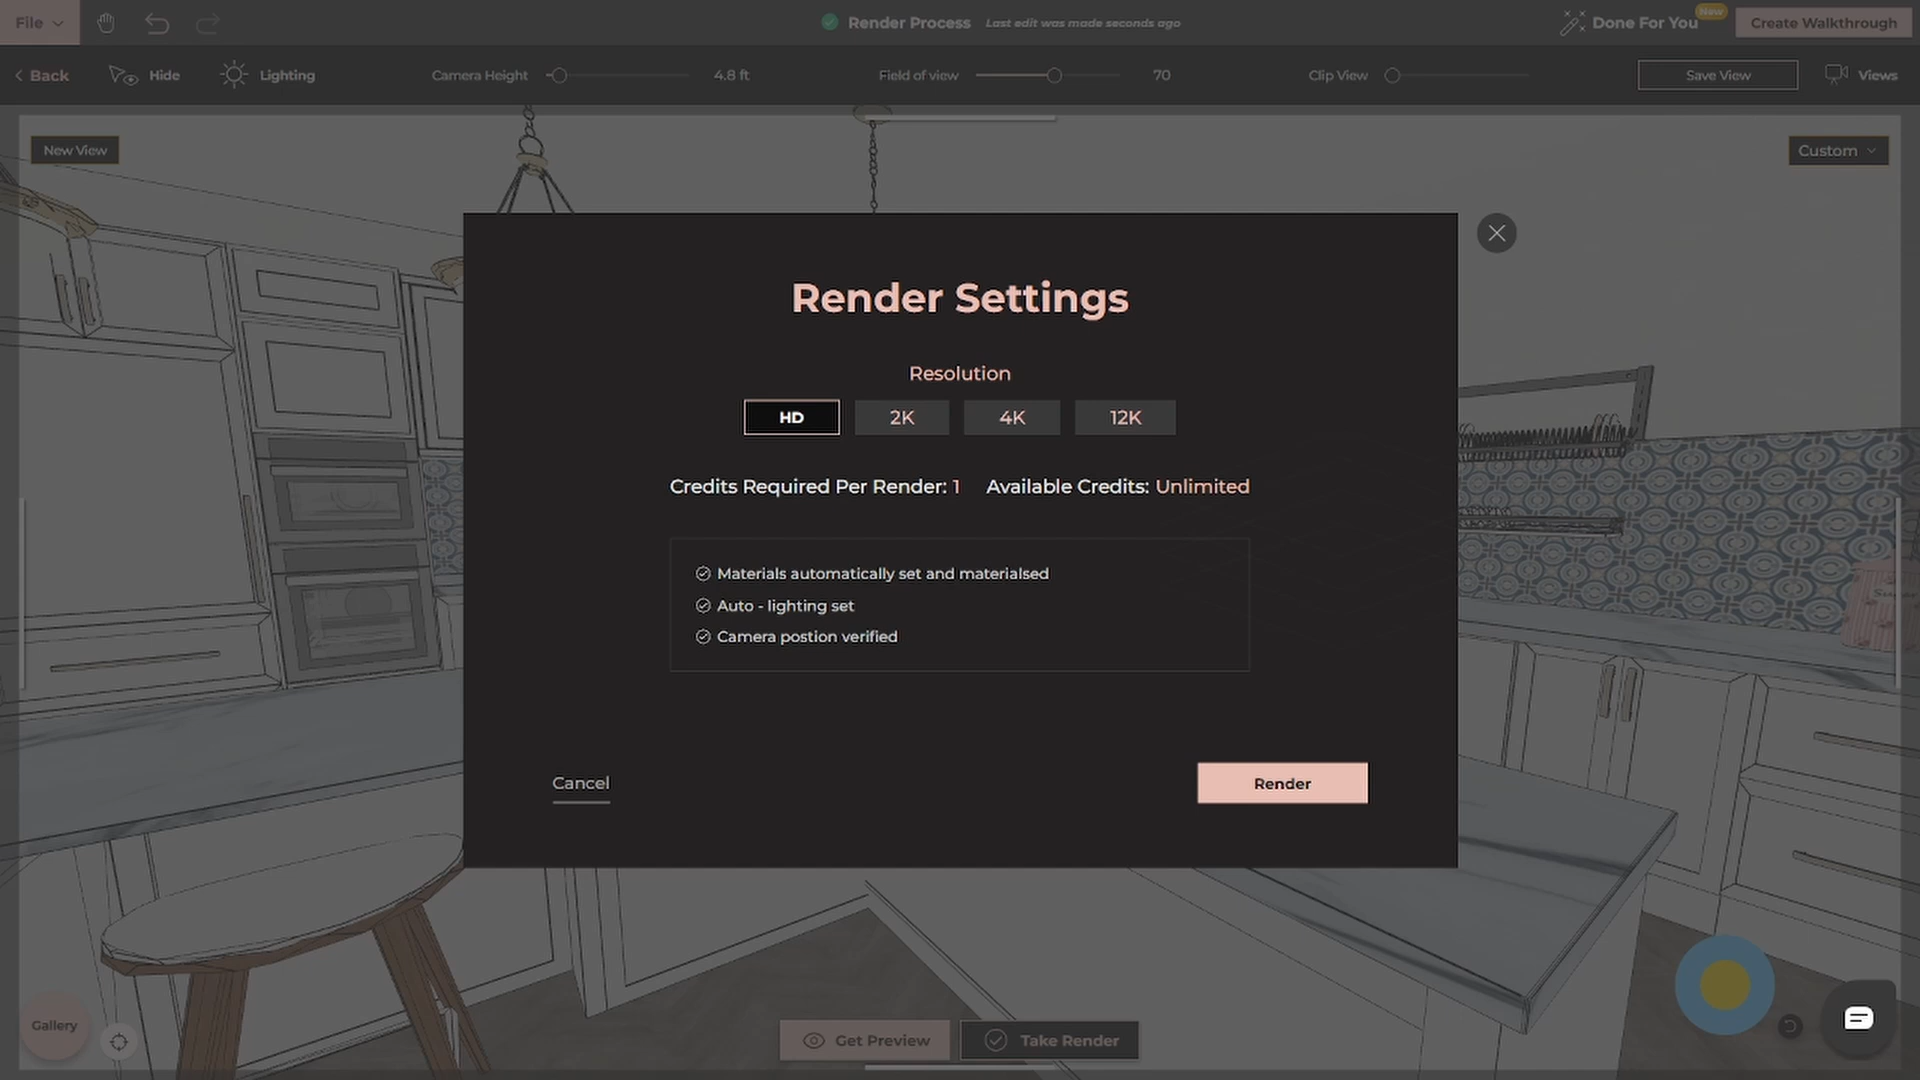 File
Render Process
Last edit was made seconds ago
Done For You
New
Create Walkthrough
Back
Hide
Lighting
Camera Height
4.8 ft
Field of view
70
Clip View
Save View
Views
New View
Custom
Render Settings
Resolution
HD
2K
4K
12K
Credits Required Per Render: 1
Available Credits: Unlimited
Materials automatically set and materialsed
Auto - lighting set
Camera postion verified
Cancel
Render
Gallery
Get Preview
Take Render